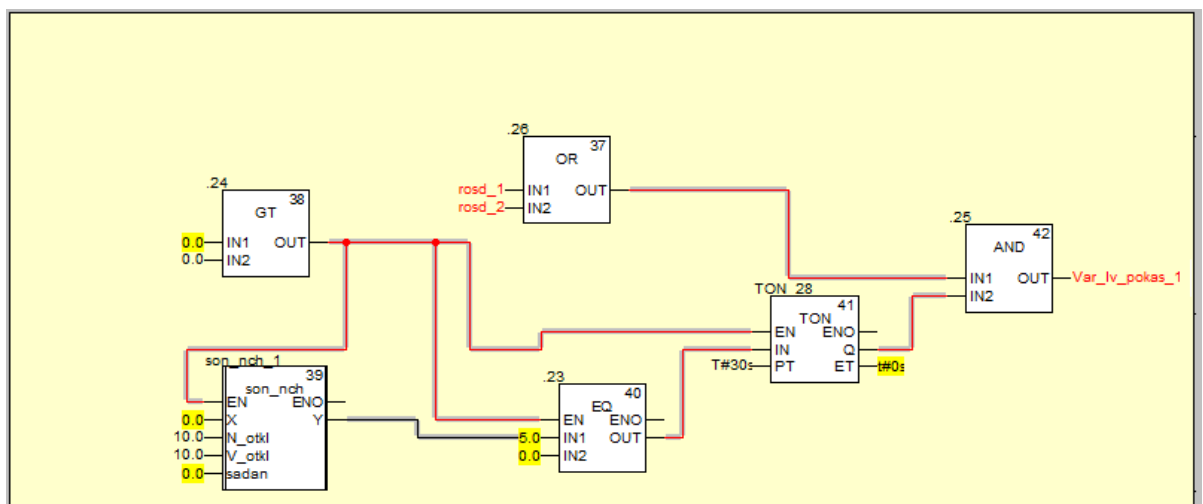 .26
37
OR
rosd_1 IN1 OUT
rosd_2 IN2
.24
38
GT
0.0 IN1 OUT
0.0 IN2
.25
42
AND
IN1 OUT Var_lv_pokas_1
IN2
TON_28
41
TON
EN ENO
IN Q
T#30s PT ET t#0s
son_nch_1
39
son_nch
EN ENO
0.0 X Y
10.0 N_otkl
10.0 V_otkl
0.0 sadan
.23
40
EQ
EN ENO
5.0 IN1 OUT
0.0 IN2